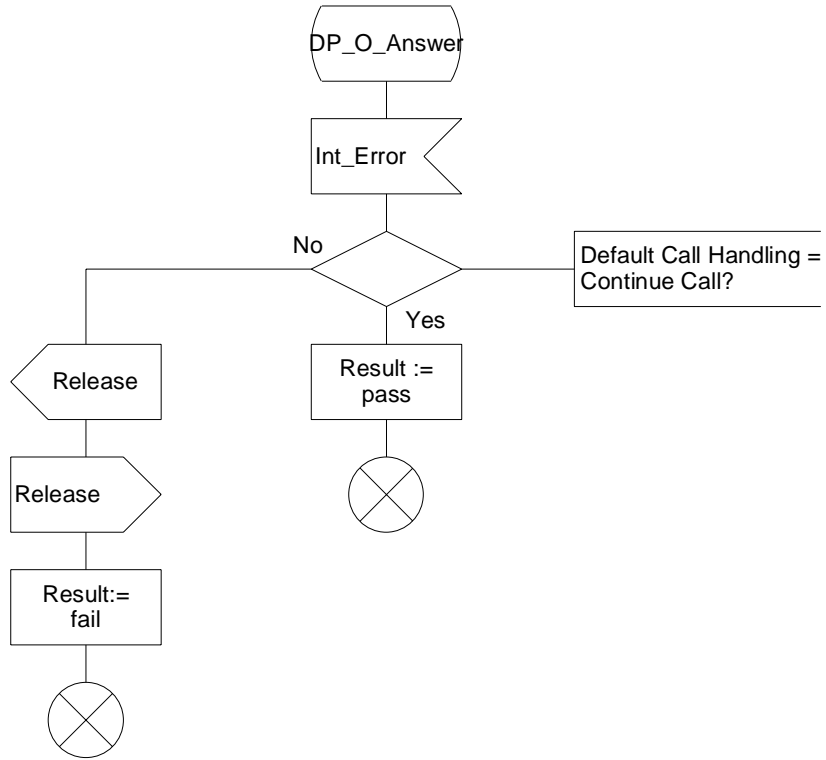 DP_O_Answer
Int_Error
No
Default Call Handling =
Continue Call?
Yes
Release
Result :=
pass
Release
Result:=
fail